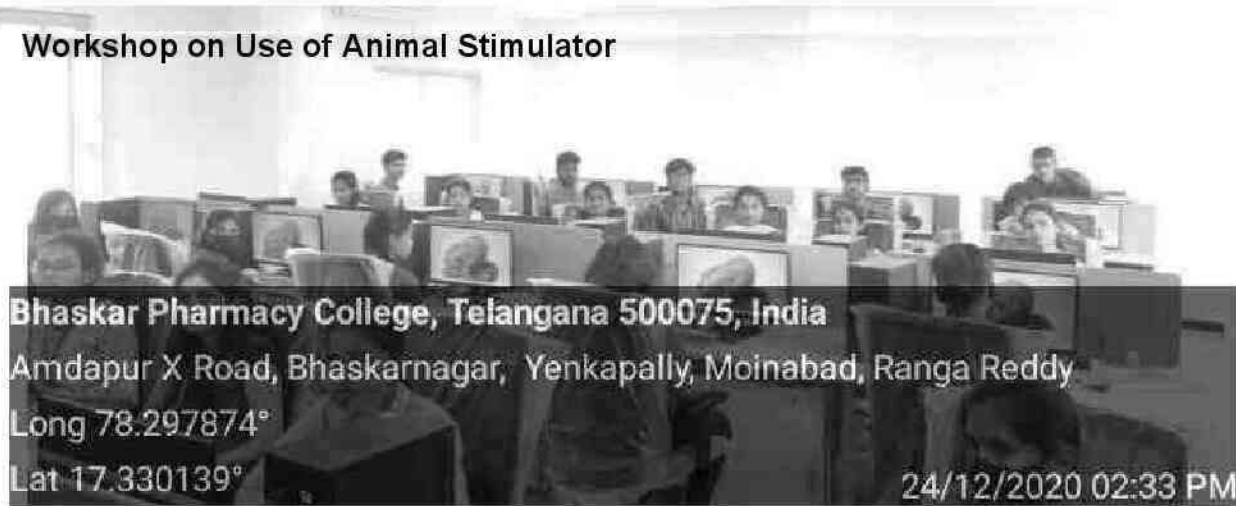 Workshop on Use of Animal Stimulator
Bhaskar Pharmacy College, Telangana 500075, India
Amdapur X Road, Bhaskarnagar, Yenkapally, Moinabad, Ranga Reddy
Long 78.297874°
Lat 17.330139°
24/12/2020 02:33 PM